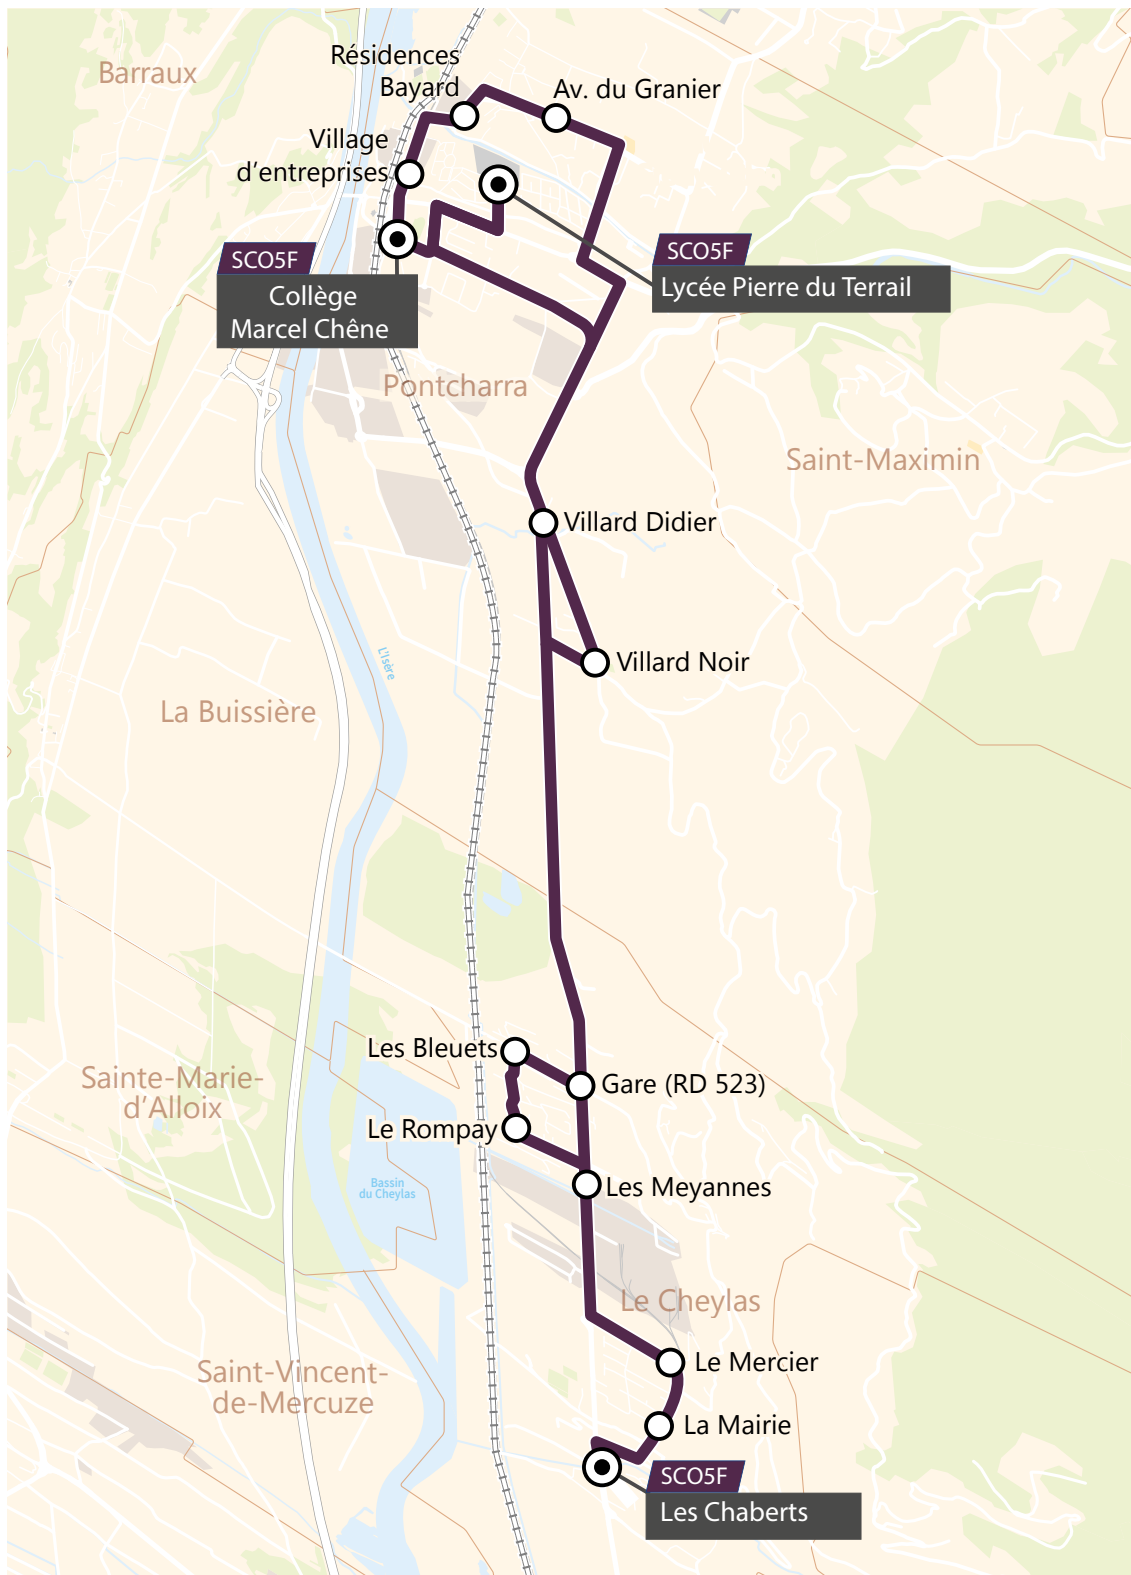 Résidences
Bayard
Av. du Granier
Barraux
Village
d'entreprises
SCO5F
Collège
Marcel Chêne
SCO5F
Lycée Pierre du Terrail
Pontcharra
Saint-Maximin
Villard Didier
L'Isère
Villard Noir
La Buissière
Les Bleuets
Gare (RD 523)
Sainte-Marie-
d'Alloix
Le Rompay
Bassin
du Cheylas
Les Meyannes
Le Cheylas
Le Mercier
Saint-Vincent-
de-Mercuze
La Mairie
SCO5F
Les Chaberts